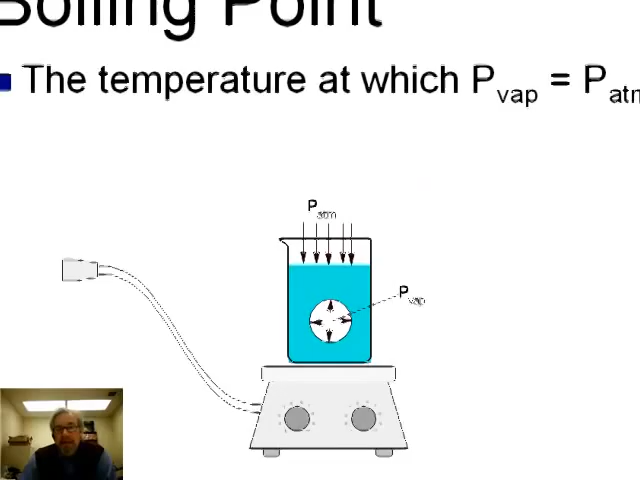 Boiling Point
The temperature at which Pvap = Patm
Patm
Pvap